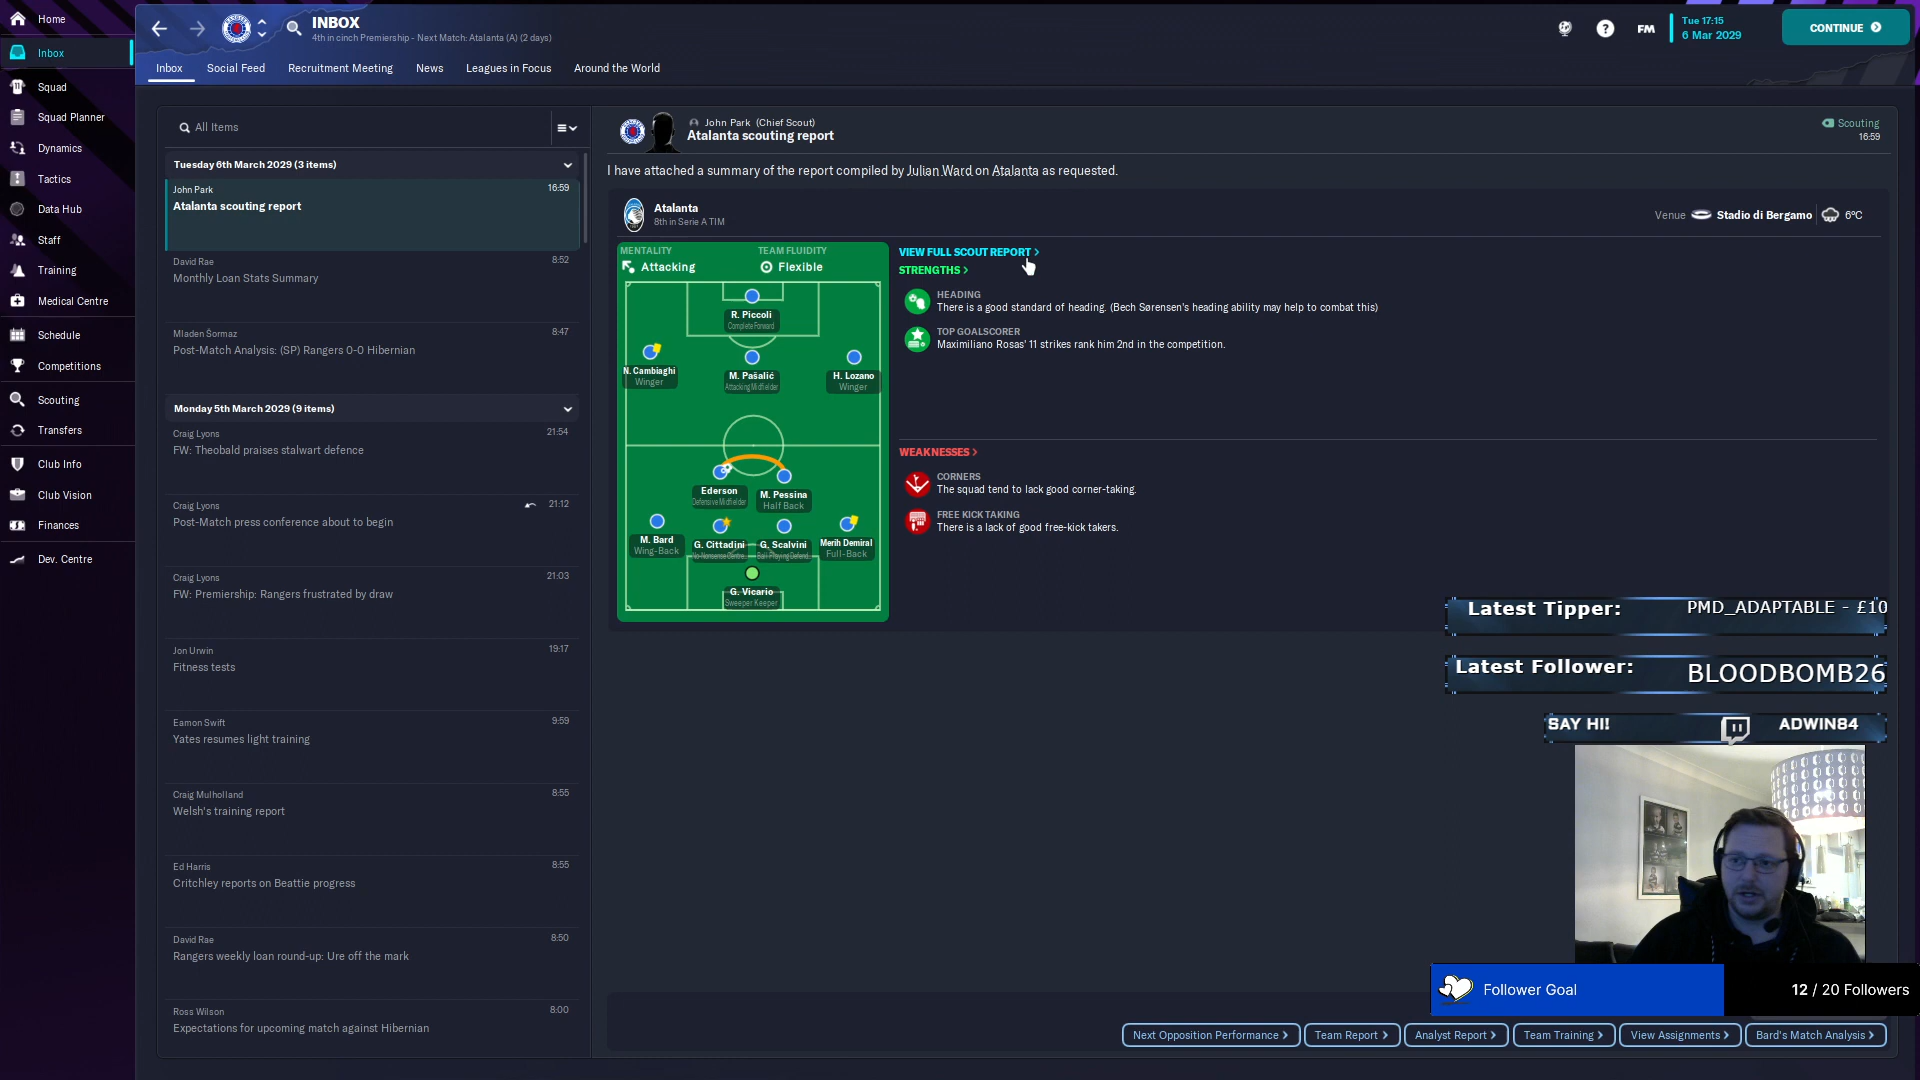 Home
Inbox
Squad
Squad Planner
Dynamics
Tactics
Data Hub
Staff
Training
Medical Centre
Schedule
Competitions
Scouting
Transfers
Club Info
Club Vision
Finances
Dev. Centre
INBOX
4th in cinch Premiership - Next Match: Atalanta (A) (2 days)
FM
Tue 17:15
6 Mar 2029
CONTINUE
Inbox
Social Feed
Recruitment Meeting
News
Leagues in Focus
Around the World
All Items
Tuesday 6th March 2029 (3 items)
John Park 16:59
Atalanta scouting report
David Rae 8:52
Monthly Loan Stats Summary
Mladen Šormaz 8:47
Post-Match Analysis: (SP) Rangers 0-0 Hibernian
Monday 5th March 2029 (9 items)
Craig Lyons 21:54
FW: Theobald praises stalwart defence
Craig Lyons 21:12
Post-Match press conference about to begin
Craig Lyons 21:03
FW: Premiership: Rangers frustrated by draw
Jon Urwin 19:17
Fitness tests
Eamon Swift 9:59
Yates resumes light training
Craig Mulholland 8:55
Welsh's training report
Ed Harris 8:55
Critchley reports on Beattie progress
David Rae 8:50
Rangers weekly loan round-up: Ure off the mark
Ross Wilson 8:00
Expectations for upcoming match against Hibernian
John Park (Chief Scout)
Atalanta scouting report
Scouting
16:59
I have attached a summary of the report compiled by Julian Ward on Atalanta as requested.
Atalanta
8th in Serie A TIM
Venue Stadio di Bergamo 6°C
MENTALITY
Attacking
TEAM FLUIDITY
Flexible
R. Piccoli
Complete Forward
N. Cambiaghi
Winger
M. Pašalić
Attacking Midfielder
H. Lozano
Winger
Ederson
Defensive Midfielder
M. Pessina
Half Back
M. Bard
Wing-Back
G. Cittadini
No-Nonsense Centre...
G. Scalvini
Ball Playing Defend...
Merih Demiral
Full-Back
G. Vicario
Sweeper Keeper
VIEW FULL SCOUT REPORT >
STRENGTHS >
HEADING
There is a good standard of heading. (Bech Sørensen's heading ability may help to combat this)
TOP GOALSCORER
Maximiliano Rosas' 11 strikes rank him 2nd in the competition.
WEAKNESSES >
CORNERS
The squad tend to lack good corner-taking.
FREE KICK TAKING
There is a lack of good free-kick takers.
Latest Tipper: PMD_ADAPTABLE - £10
Latest Follower: BLOODBOMB26
SAY HI! ADWIN84
Follower Goal 12 / 20 Followers
Next Opposition Performance >
Team Report >
Analyst Report >
Team Training >
View Assignments >
Bard's Match Analysis >